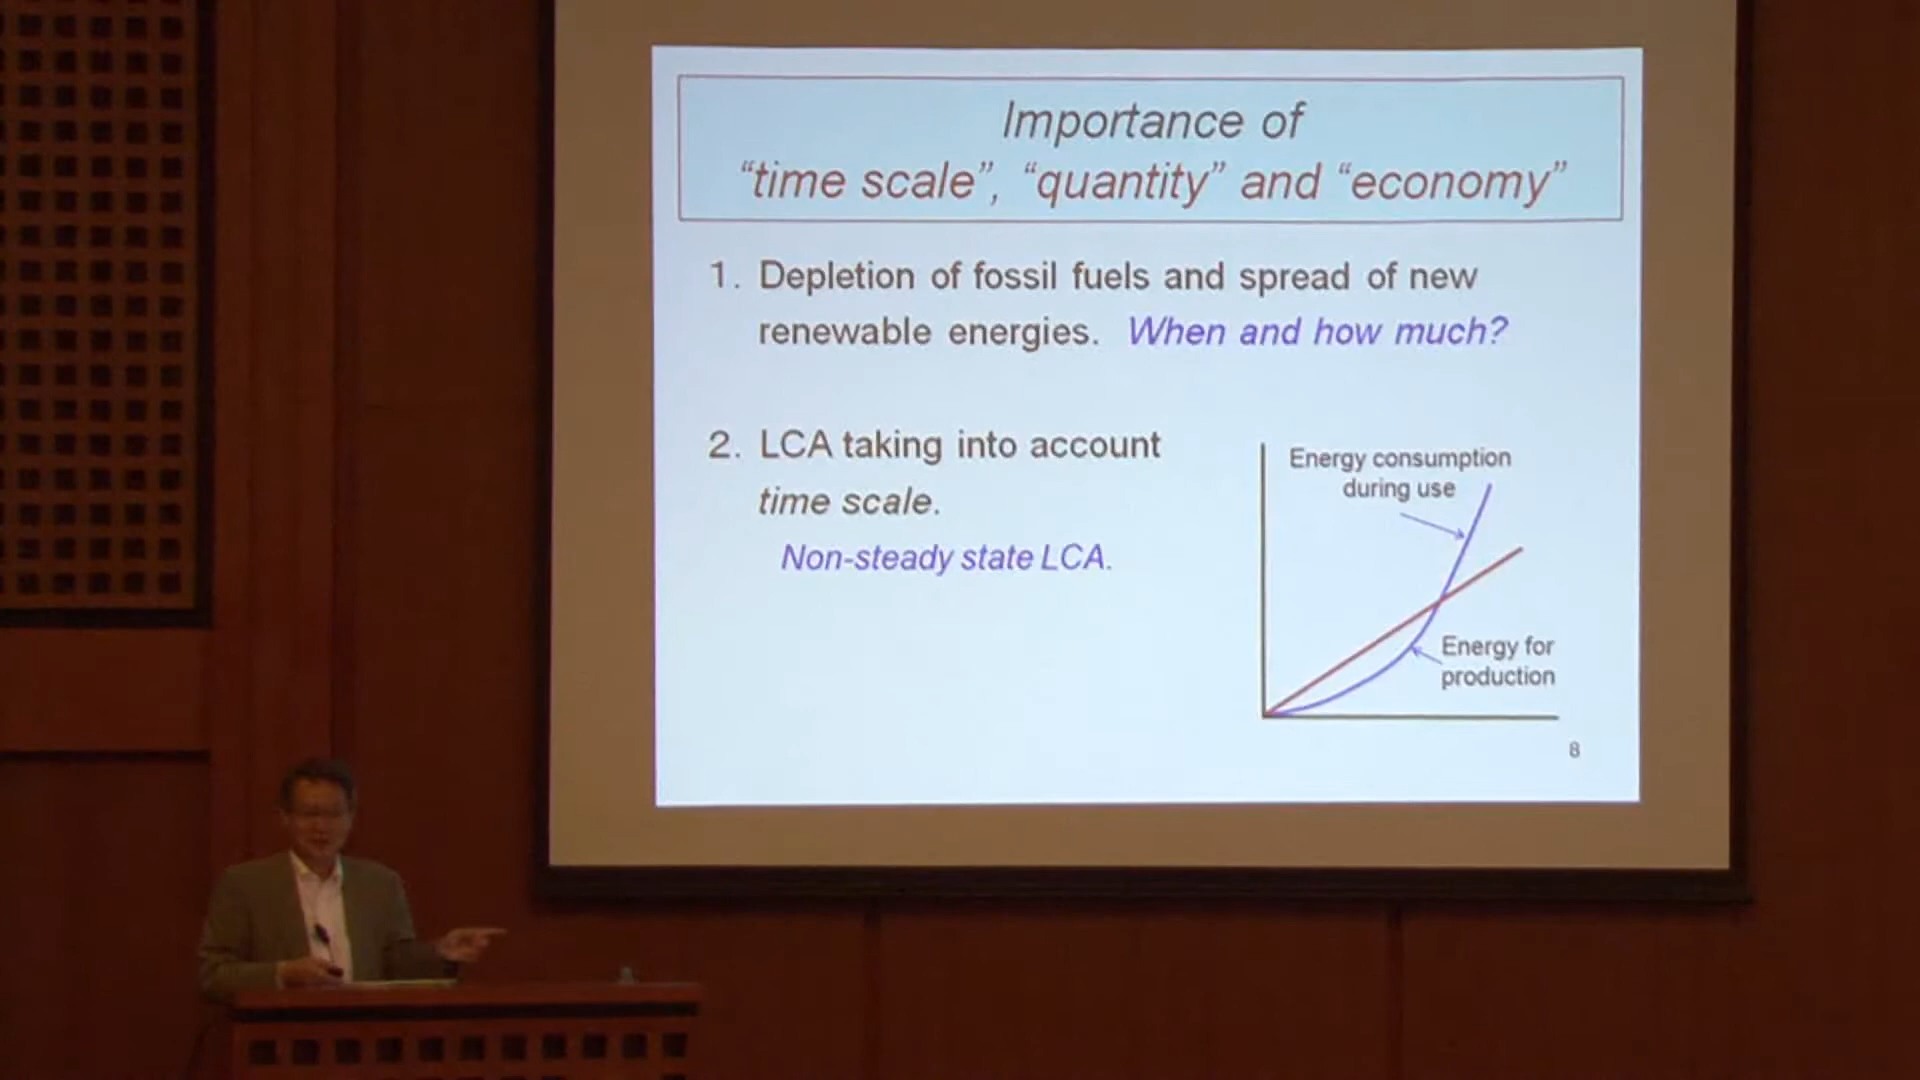 Importance of
“time scale”, “quantity” and “economy”
1. Depletion of fossil fuels and spread of new
renewable energies. When and how much?
2. LCA taking into account
time scale.
Non-steady state LCA.
Energy consumption
during use
Energy for
production
8